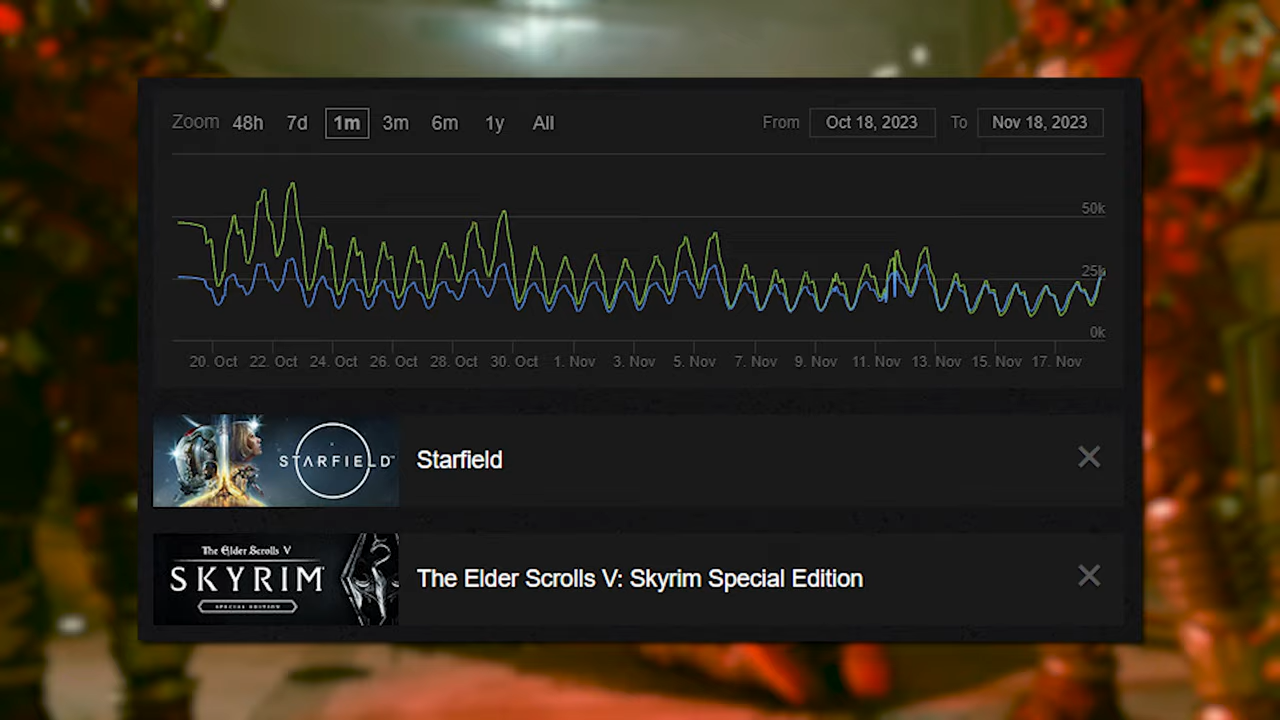 Zoom 48h 7d 1m 3m 6m 1y All From Oct 18, 2023 To Nov 18, 2023
50k
25k
0k
20. Oct 22. Oct 24. Oct 26. Oct 28. Oct 30. Oct 1. Nov 3. Nov 5. Nov 7. Nov 9. Nov 11. Nov 13. Nov 15. Nov 17. Nov
STARFIELD™
Starfield
The Elder Scrolls V
SKYRIM
SPECIAL EDITION
The Elder Scrolls V: Skyrim Special Edition